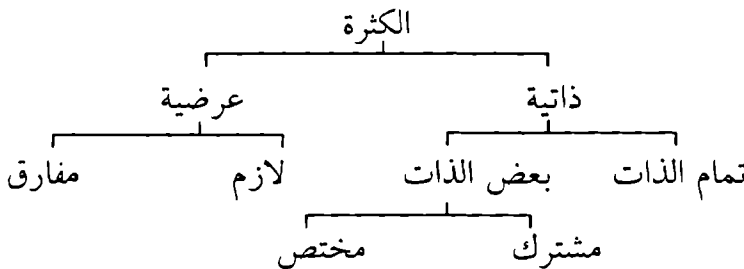 الكثرة
ذاتية عرضية
تمام الذات بعض الذات لازم مفارق
مشترك مختص